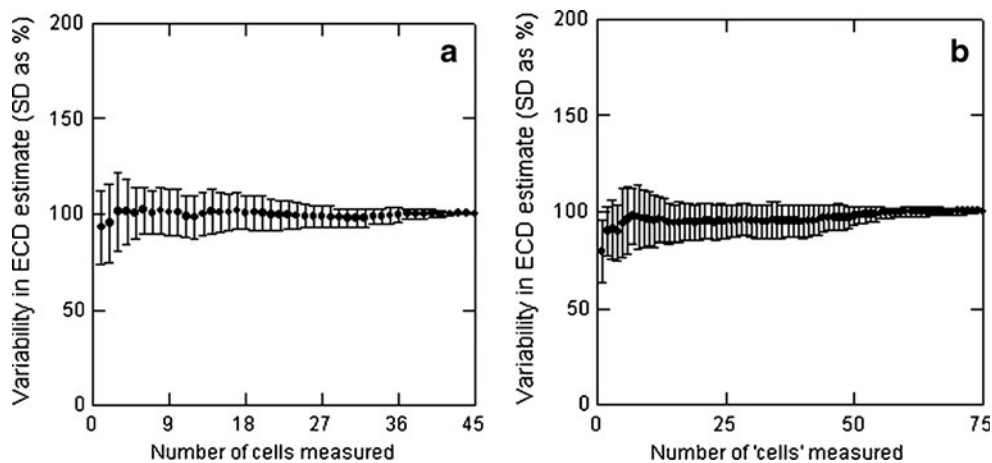 Variability in ECD estimate (SD as %)
200
150
100
50
0
a
0 9 18 27 36 45
Number of cells measured
Variability in ECD estimate (SD as %)
200
150
100
50
0
b
0 25 50 75
Number of 'cells' measured